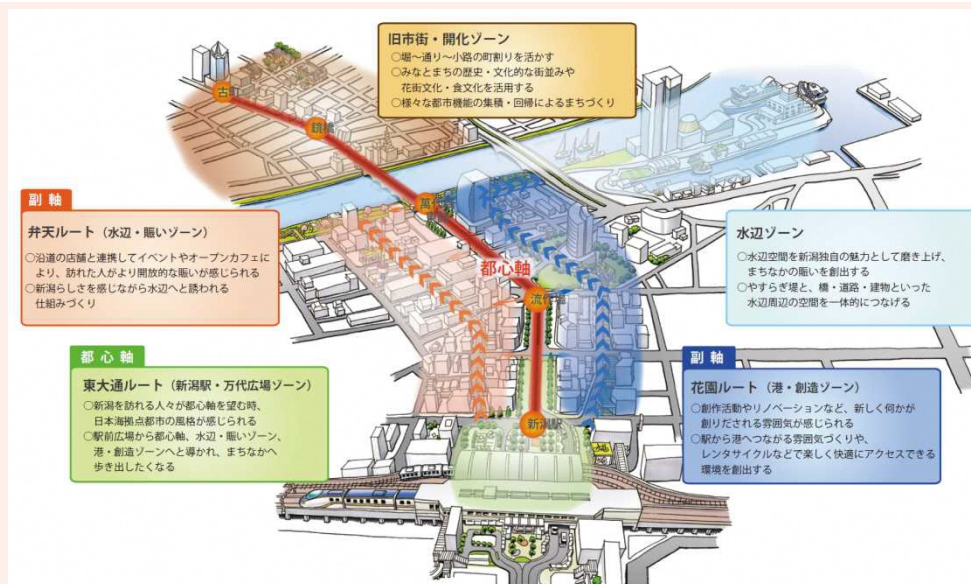 旧市街・開化ゾーン
○堀~通り~小路の町割りを活かす
○みなとまちの歴史・文化的な街並みや
花街文化・食文化を活用する
○様々な都市機能の集積・回帰によるまちづくり
古町
鏡橋
萬代橋
都心軸
流作場
新潟駅
副軸
弁天ルート(水辺・賑いゾーン)
○沿道の店舗と連携してイベントやオープンカフェに
より、訪れた人がより開放的な賑いが感じられる
○新潟らしさを感じながら水辺へと誘われる
仕組みづくり
水辺ゾーン
○水辺空間を新潟独自の魅力として磨き上げ、
まちなかの賑いを創出する
○やすらぎ堤と、橋・道路・建物といった
水辺周辺の空間を一体的につなげる
都心軸
東大通ルート(新潟駅・万代広場ゾーン)
○新潟を訪れる人々が都心軸を望む時、
日本海拠点都市の風格が感じられる
○駅前広場から都心軸、水辺・賑いゾーン、
港・創造ゾーンへと導かれ、まちなかへ
歩き出したくなる
副軸
花園ルート(港・創造ゾーン)
○創作活動やリノベーションなど、新しく何かが
創りだされる雰囲気が感じられる
○駅から港へつながる雰囲気づくりや、
レンタサイクルなどで楽しく快適にアクセスできる
環境を創出する